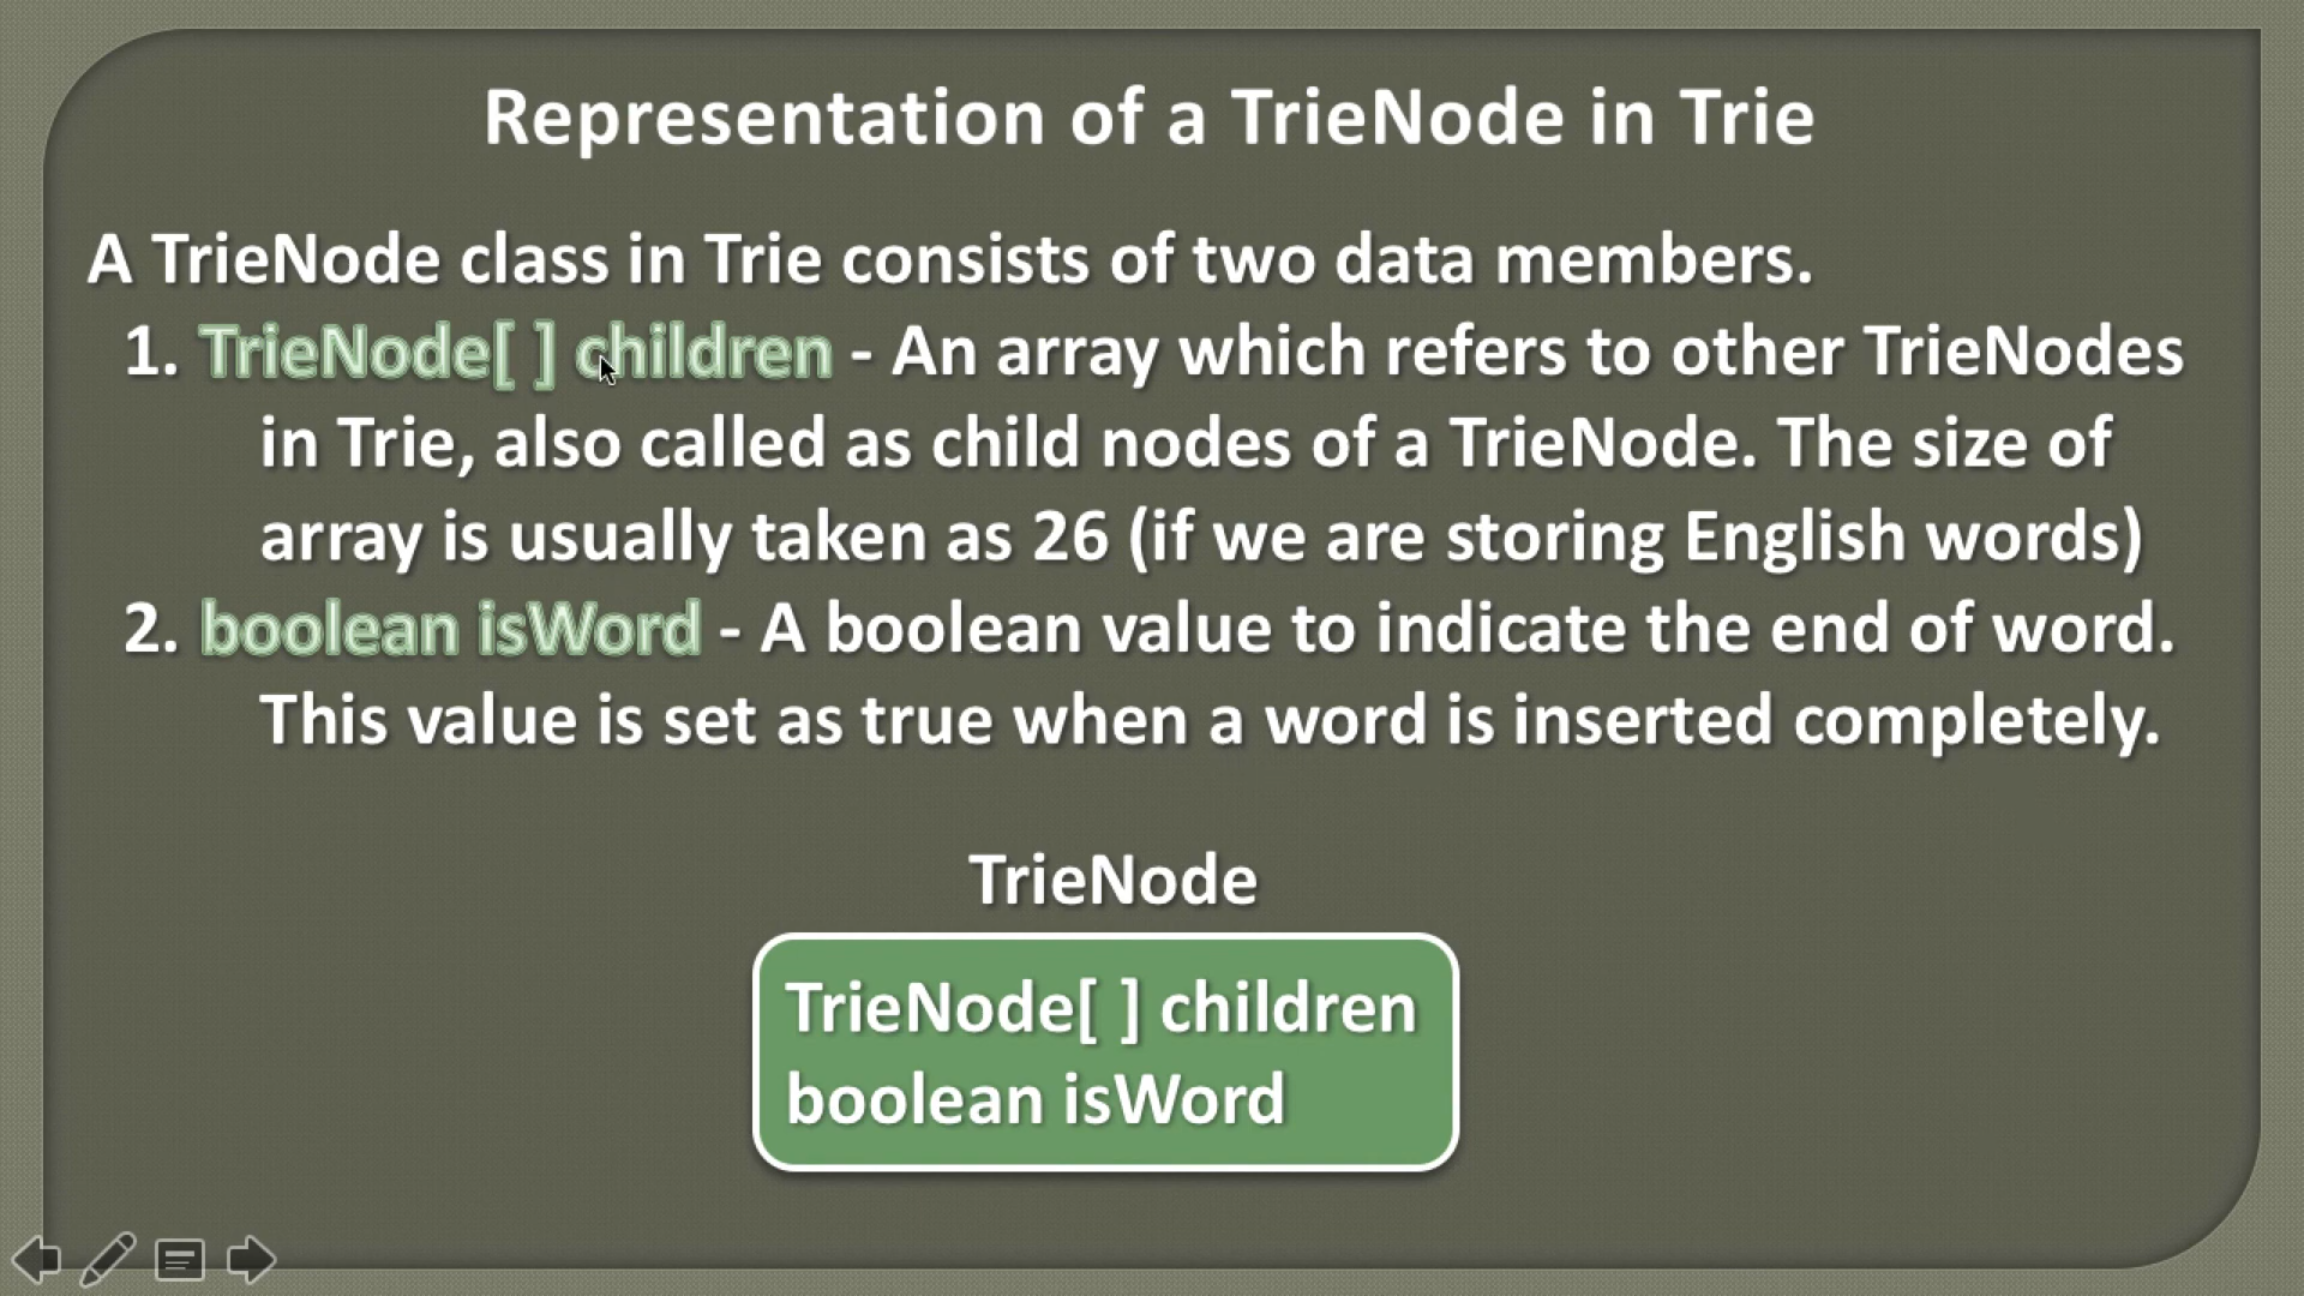 Representation of a TrieNode in Trie
A TrieNode class in Trie consists of two data members.
1. TrieNode[ ] children - An array which refers to other TrieNodes
in Trie, also called as child nodes of a TrieNode. The size of
array is usually taken as 26 (if we are storing English words)
2. boolean isWord - A boolean value to indicate the end of word.
This value is set as true when a word is inserted completely.
TrieNode
TrieNode[ ] children
boolean isWord